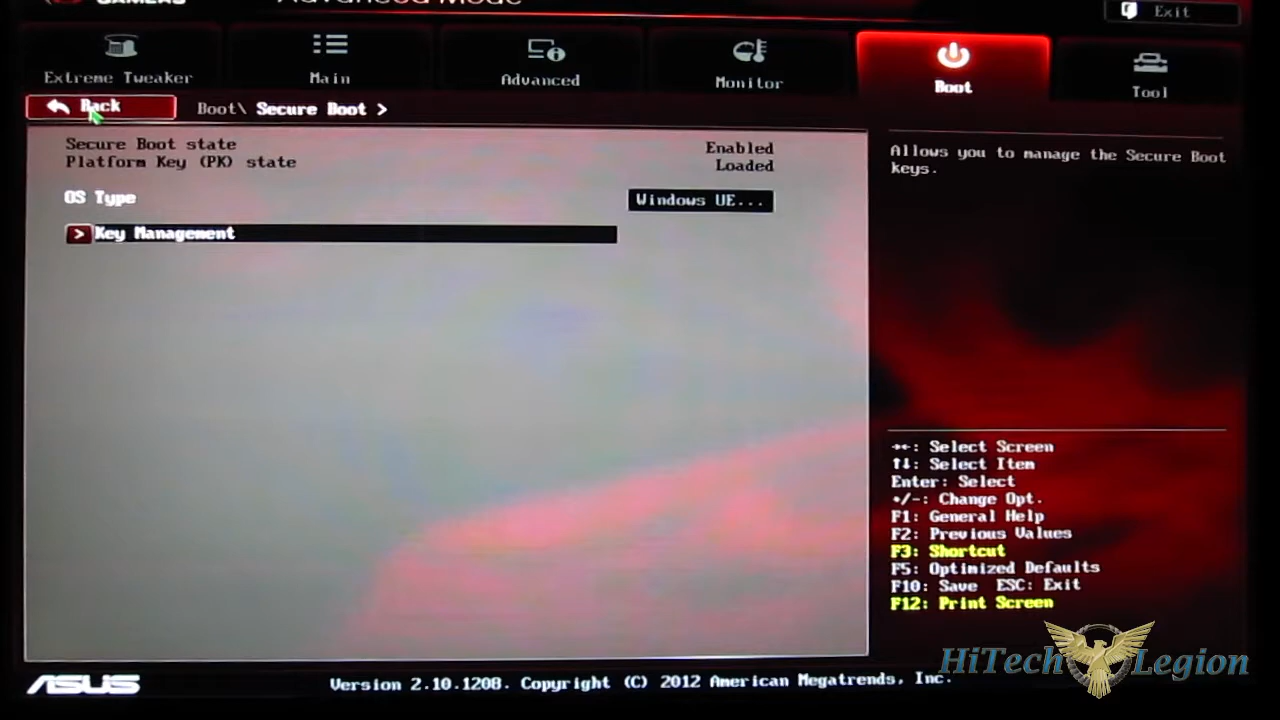 GAMERS
Advanced Mode
Exit
Extreme Tweaker
Main
Advanced
Monitor
Boot
Tool
Back
Boot\ Secure Boot >
Secure Boot state Enabled
Platform Key (PK) state Loaded
OS Type Windows UE...
> Key Management
Allows you to manage the Secure Boot
keys.
→←: Select Screen
↑↓: Select Item
Enter: Select
+/-: Change Opt.
F1: General Help
F2: Previous Values
F3: Shortcut
F5: Optimized Defaults
F10: Save ESC: Exit
F12: Print Screen
HiTech Legion
ASUS
Version 2.10.1208. Copyright (C) 2012 American Megatrends, Inc.